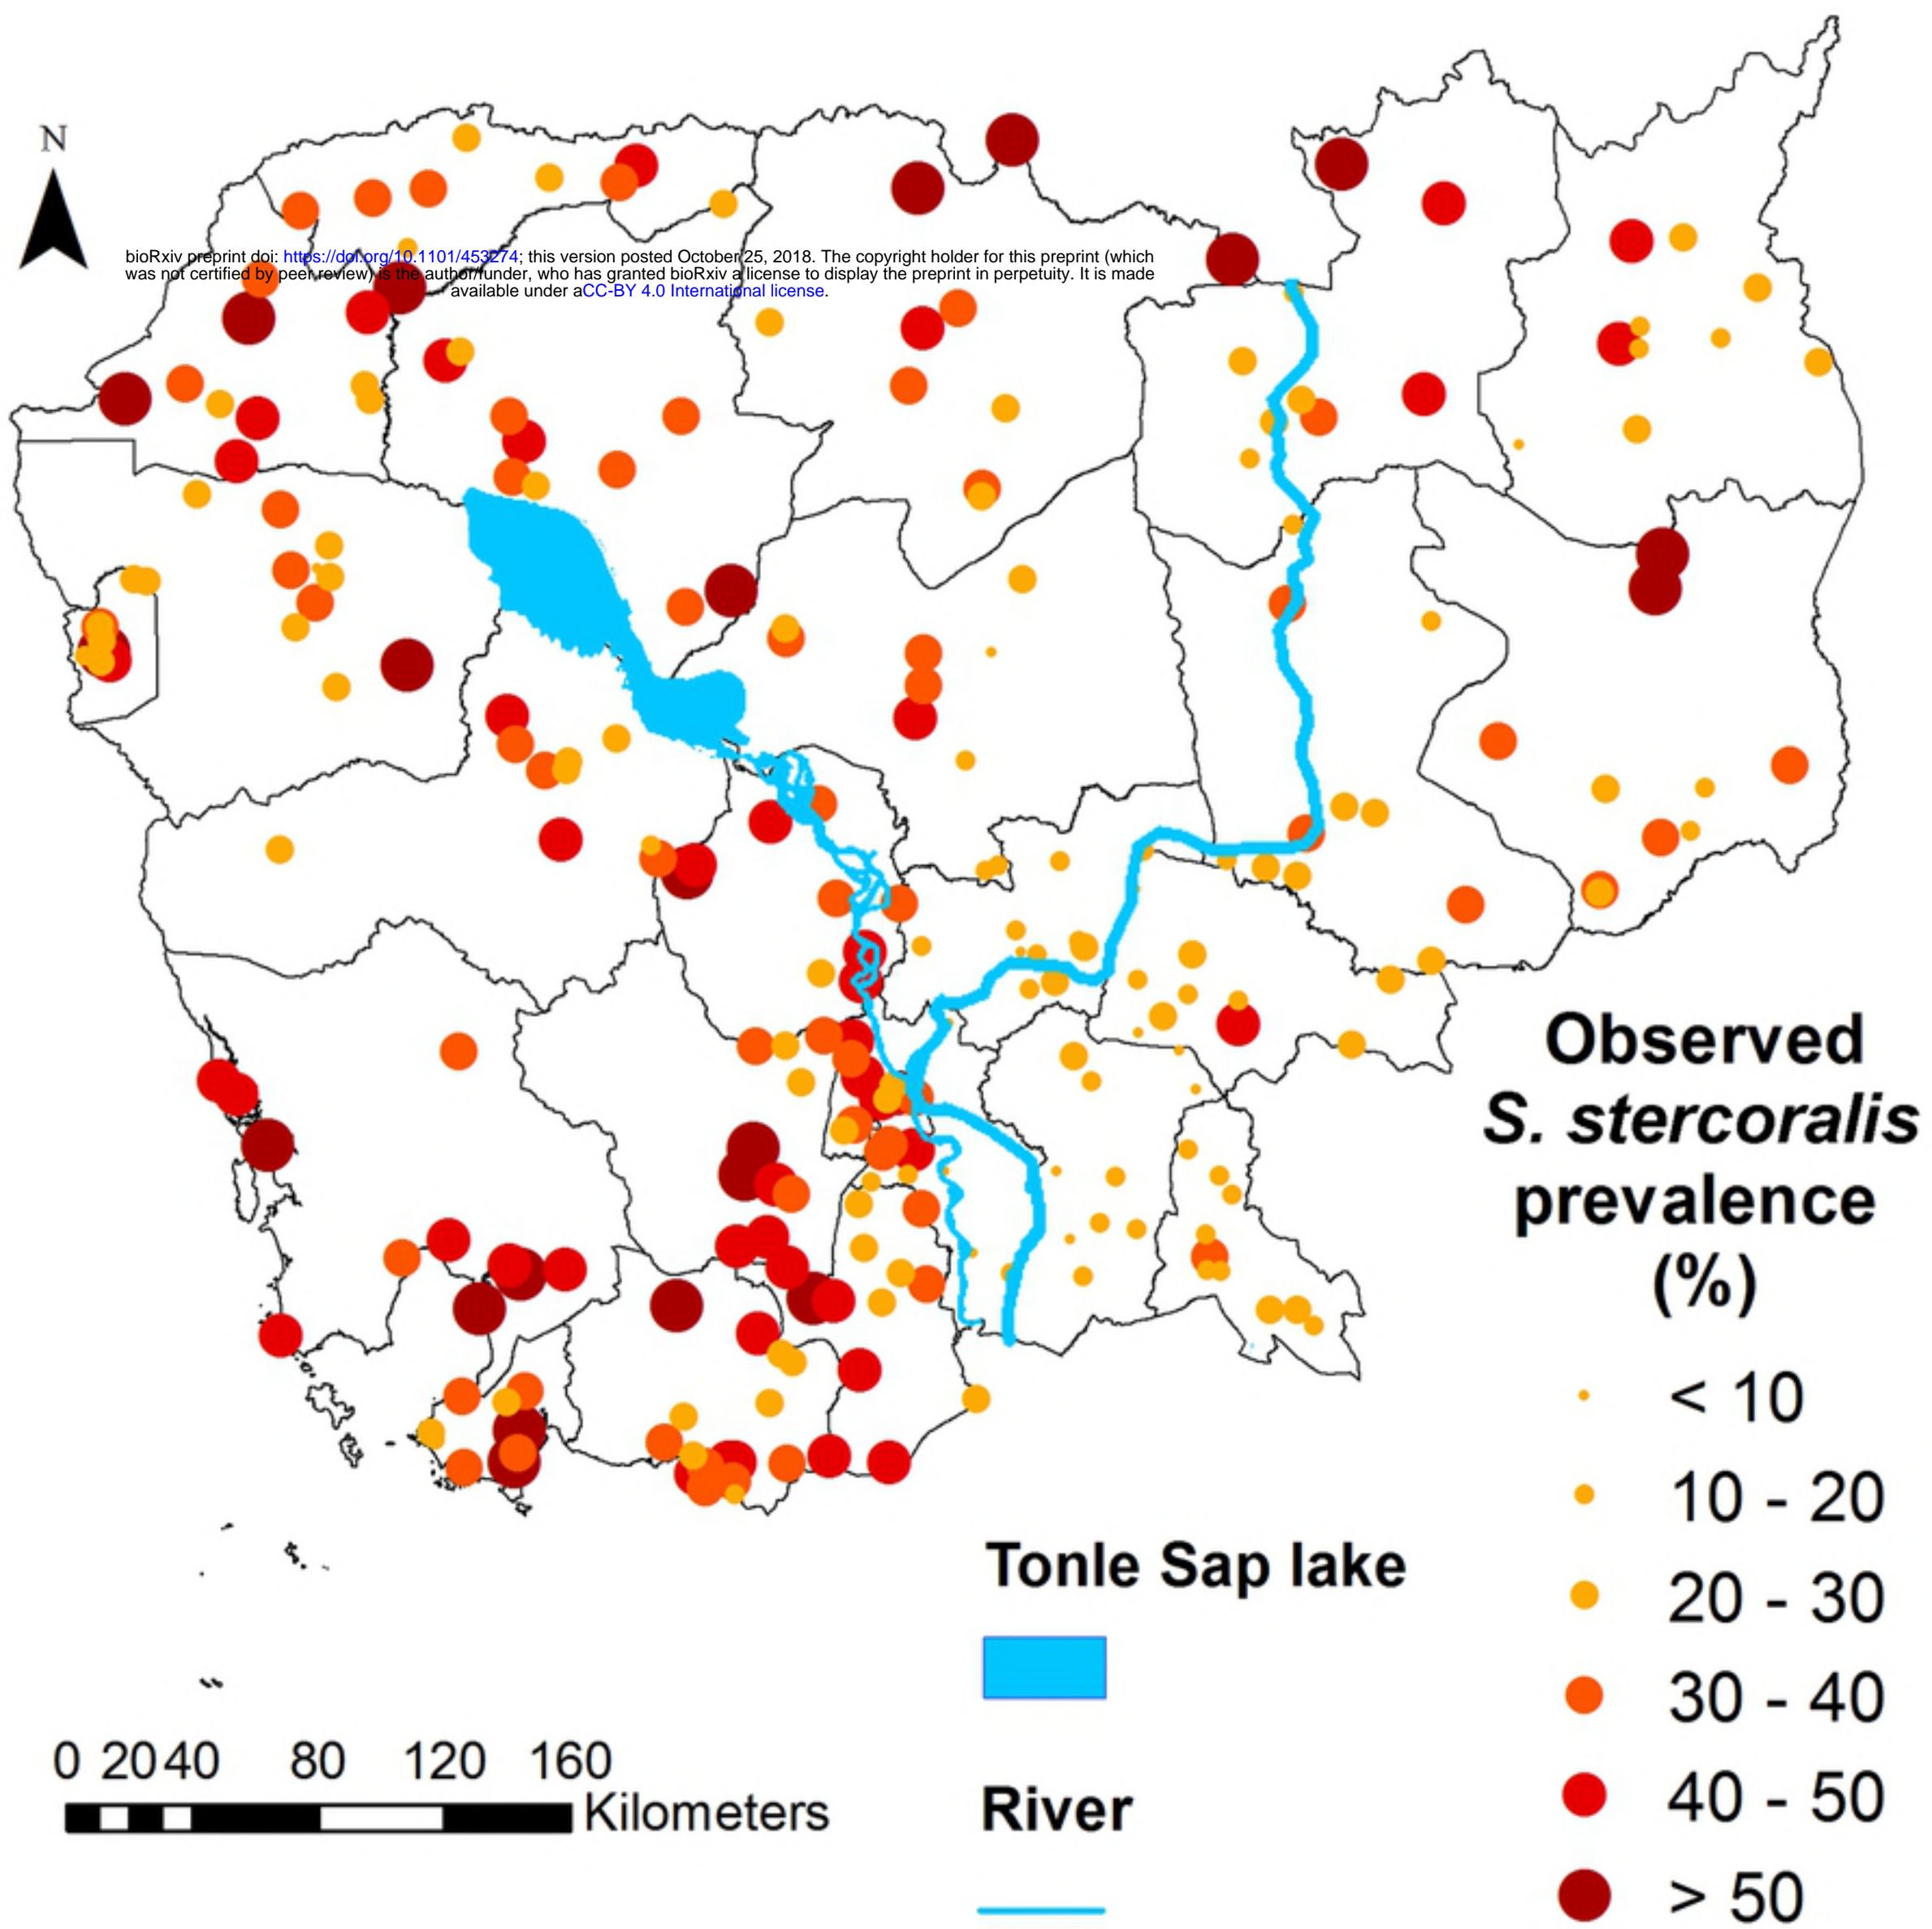 N
bioRxiv preprint doi: https://doi.org/10.1101/453274; this version posted October 25, 2018. The copyright holder for this preprint (which
was not certified by peer review) is the author/funder, who has granted bioRxiv a license to display the preprint in perpetuity. It is made
available under aCC-BY 4.0 International license.
Observed
S. stercoralis
prevalence
(%)
< 10
10 - 20
20 - 30
30 - 40
40 - 50
> 50
Tonle Sap lake
River
0 20 40 80 120 160
Kilometers